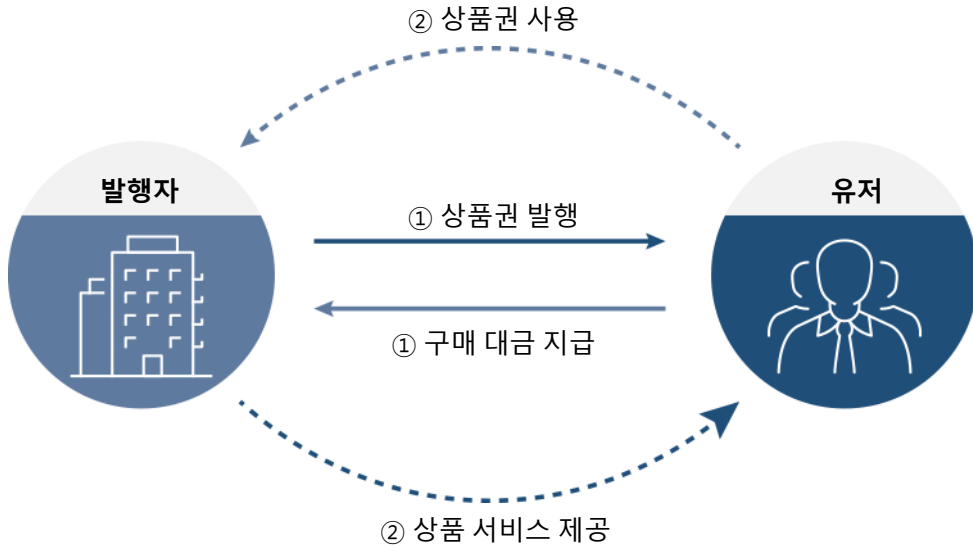 ② 상품권 사용
발행자
유저
① 상품권 발행
① 구매 대금 지급
② 상품 서비스 제공